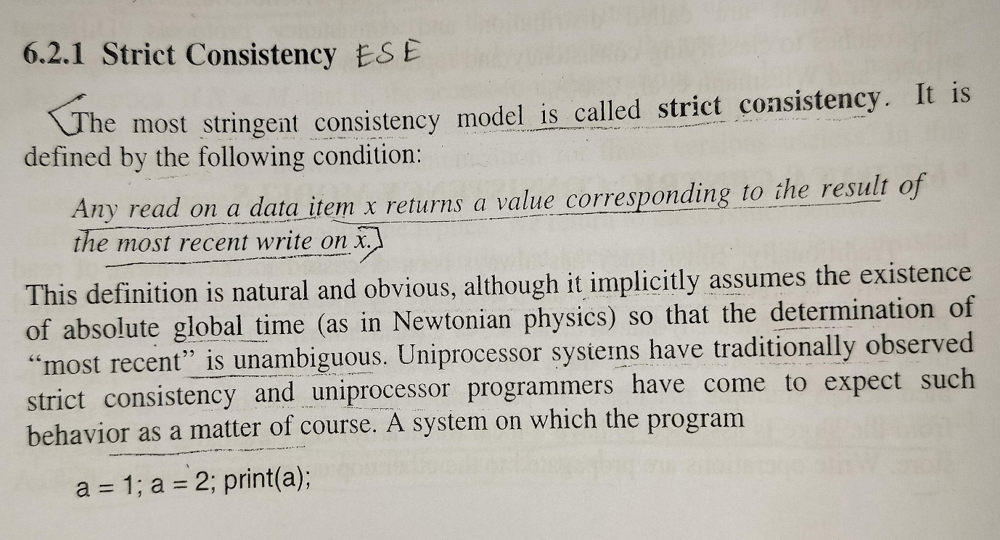 6.2.1 Strict Consistency ESE
The most stringent consistency model is called strict consistency. It is
defined by the following condition:
Any read on a data item x returns a value corresponding to the result of
the most recent write on x.]
This definition is natural and obvious, although it implicitly assumes the existence
of absolute global time (as in Newtonian physics) so that the determination of
“most recent” is unambiguous. Uniprocessor systems have traditionally observed
strict consistency and uniprocessor programmers have come to expect such
behavior as a matter of course. A system on which the program
a = 1; a = 2; print(a);